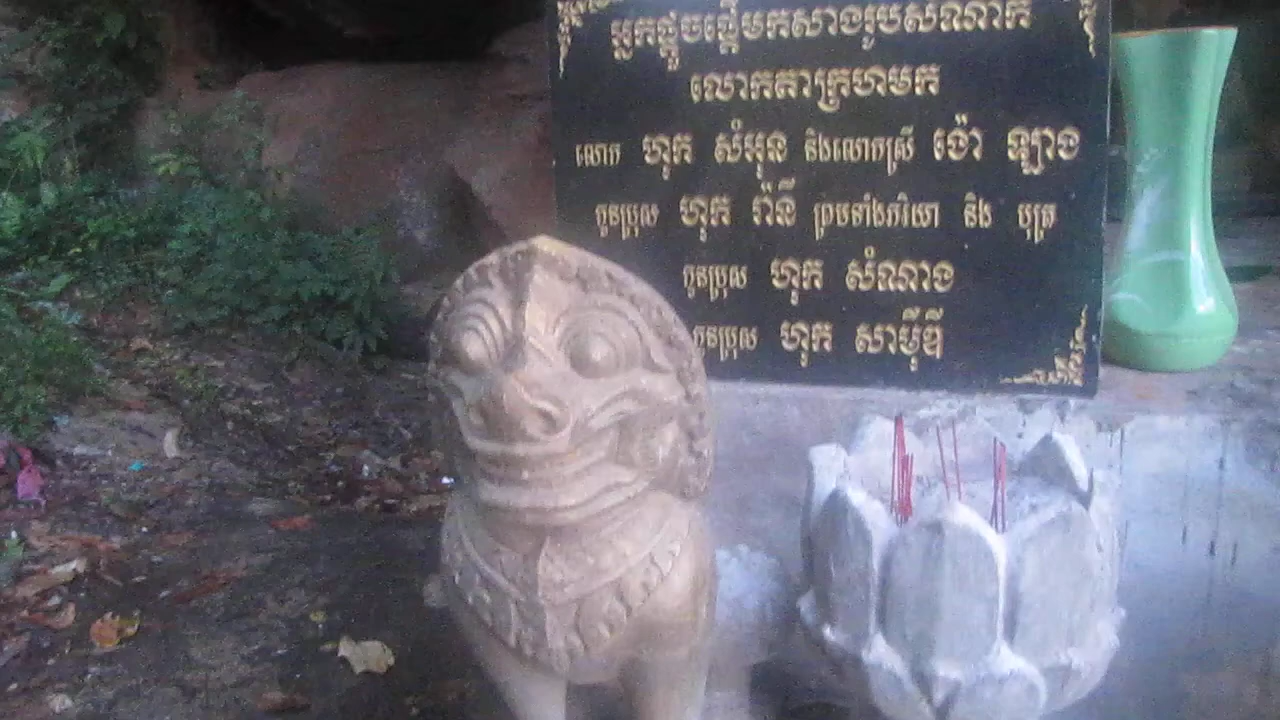 អ្នកផ្តួចផ្តើមកសាងរូបសំណាក
លោកតាក្រហមក
លោក ហុក សំអុន និងលោកស្រី ង៉ោ ឡាង
កូនប្រុស ហុក រ៉ានី ព្រមទាំងភរិយា និង បុត្រ
កូនប្រុស ហុក សំណាង
កូនប្រុស ហុក សាម៉ីឌី